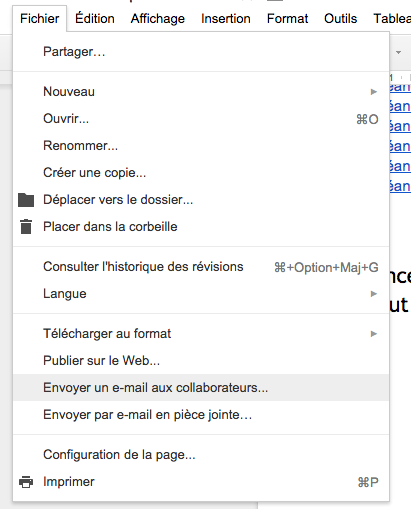 Fichier Édition Affichage Insertion Format Outils Tablea
Partager...
Nouveau
Ouvrir... ⌘O
Renommer...
Créer une copie...
Déplacer vers le dossier...
Placer dans la corbeille
Consulter l'historique des révisions ⌘+Option+Maj+G
Langue
Télécharger au format
Publier sur le Web...
Envoyer un e-mail aux collaborateurs...
Envoyer par e-mail en pièce jointe...
Configuration de la page...
Imprimer ⌘P
éan
éan
éan
éan
éan
nce
ut